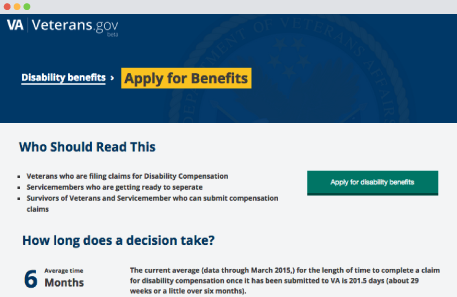 VA | Veterans.gov
beta
Disability benefits › Apply for Benefits
Who Should Read This
Veterans who are filing claims for Disability Compensation
Servicemembers who are getting ready to seperate
Survivors of Veterans and Servicemember who can submit compensation
claims
Apply for disability benefits
How long does a decision take?
6 Average time
Months
The current average (data through March 2015,) for the length of time to complete a claim
for disability compensation once it has been submitted to VA is 201.5 days (about 29
weeks or a little over six months).